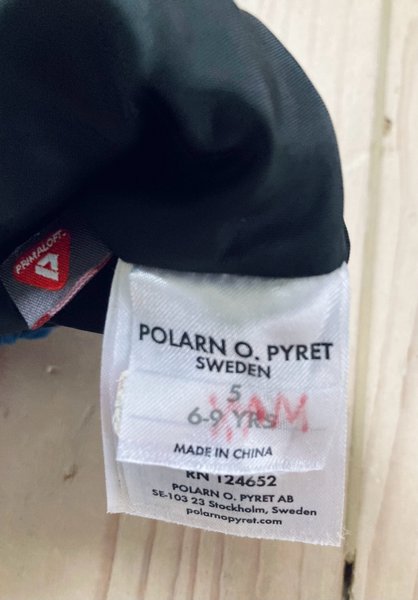 PRIMALOFT
POLARN O. PYRET
SWEDEN
5
6-9 YRS
MADE IN CHINA
RN 124652
POLARN O. PYRET AB
SE-103 23 Stockholm, Sweden
polarnopyret.com